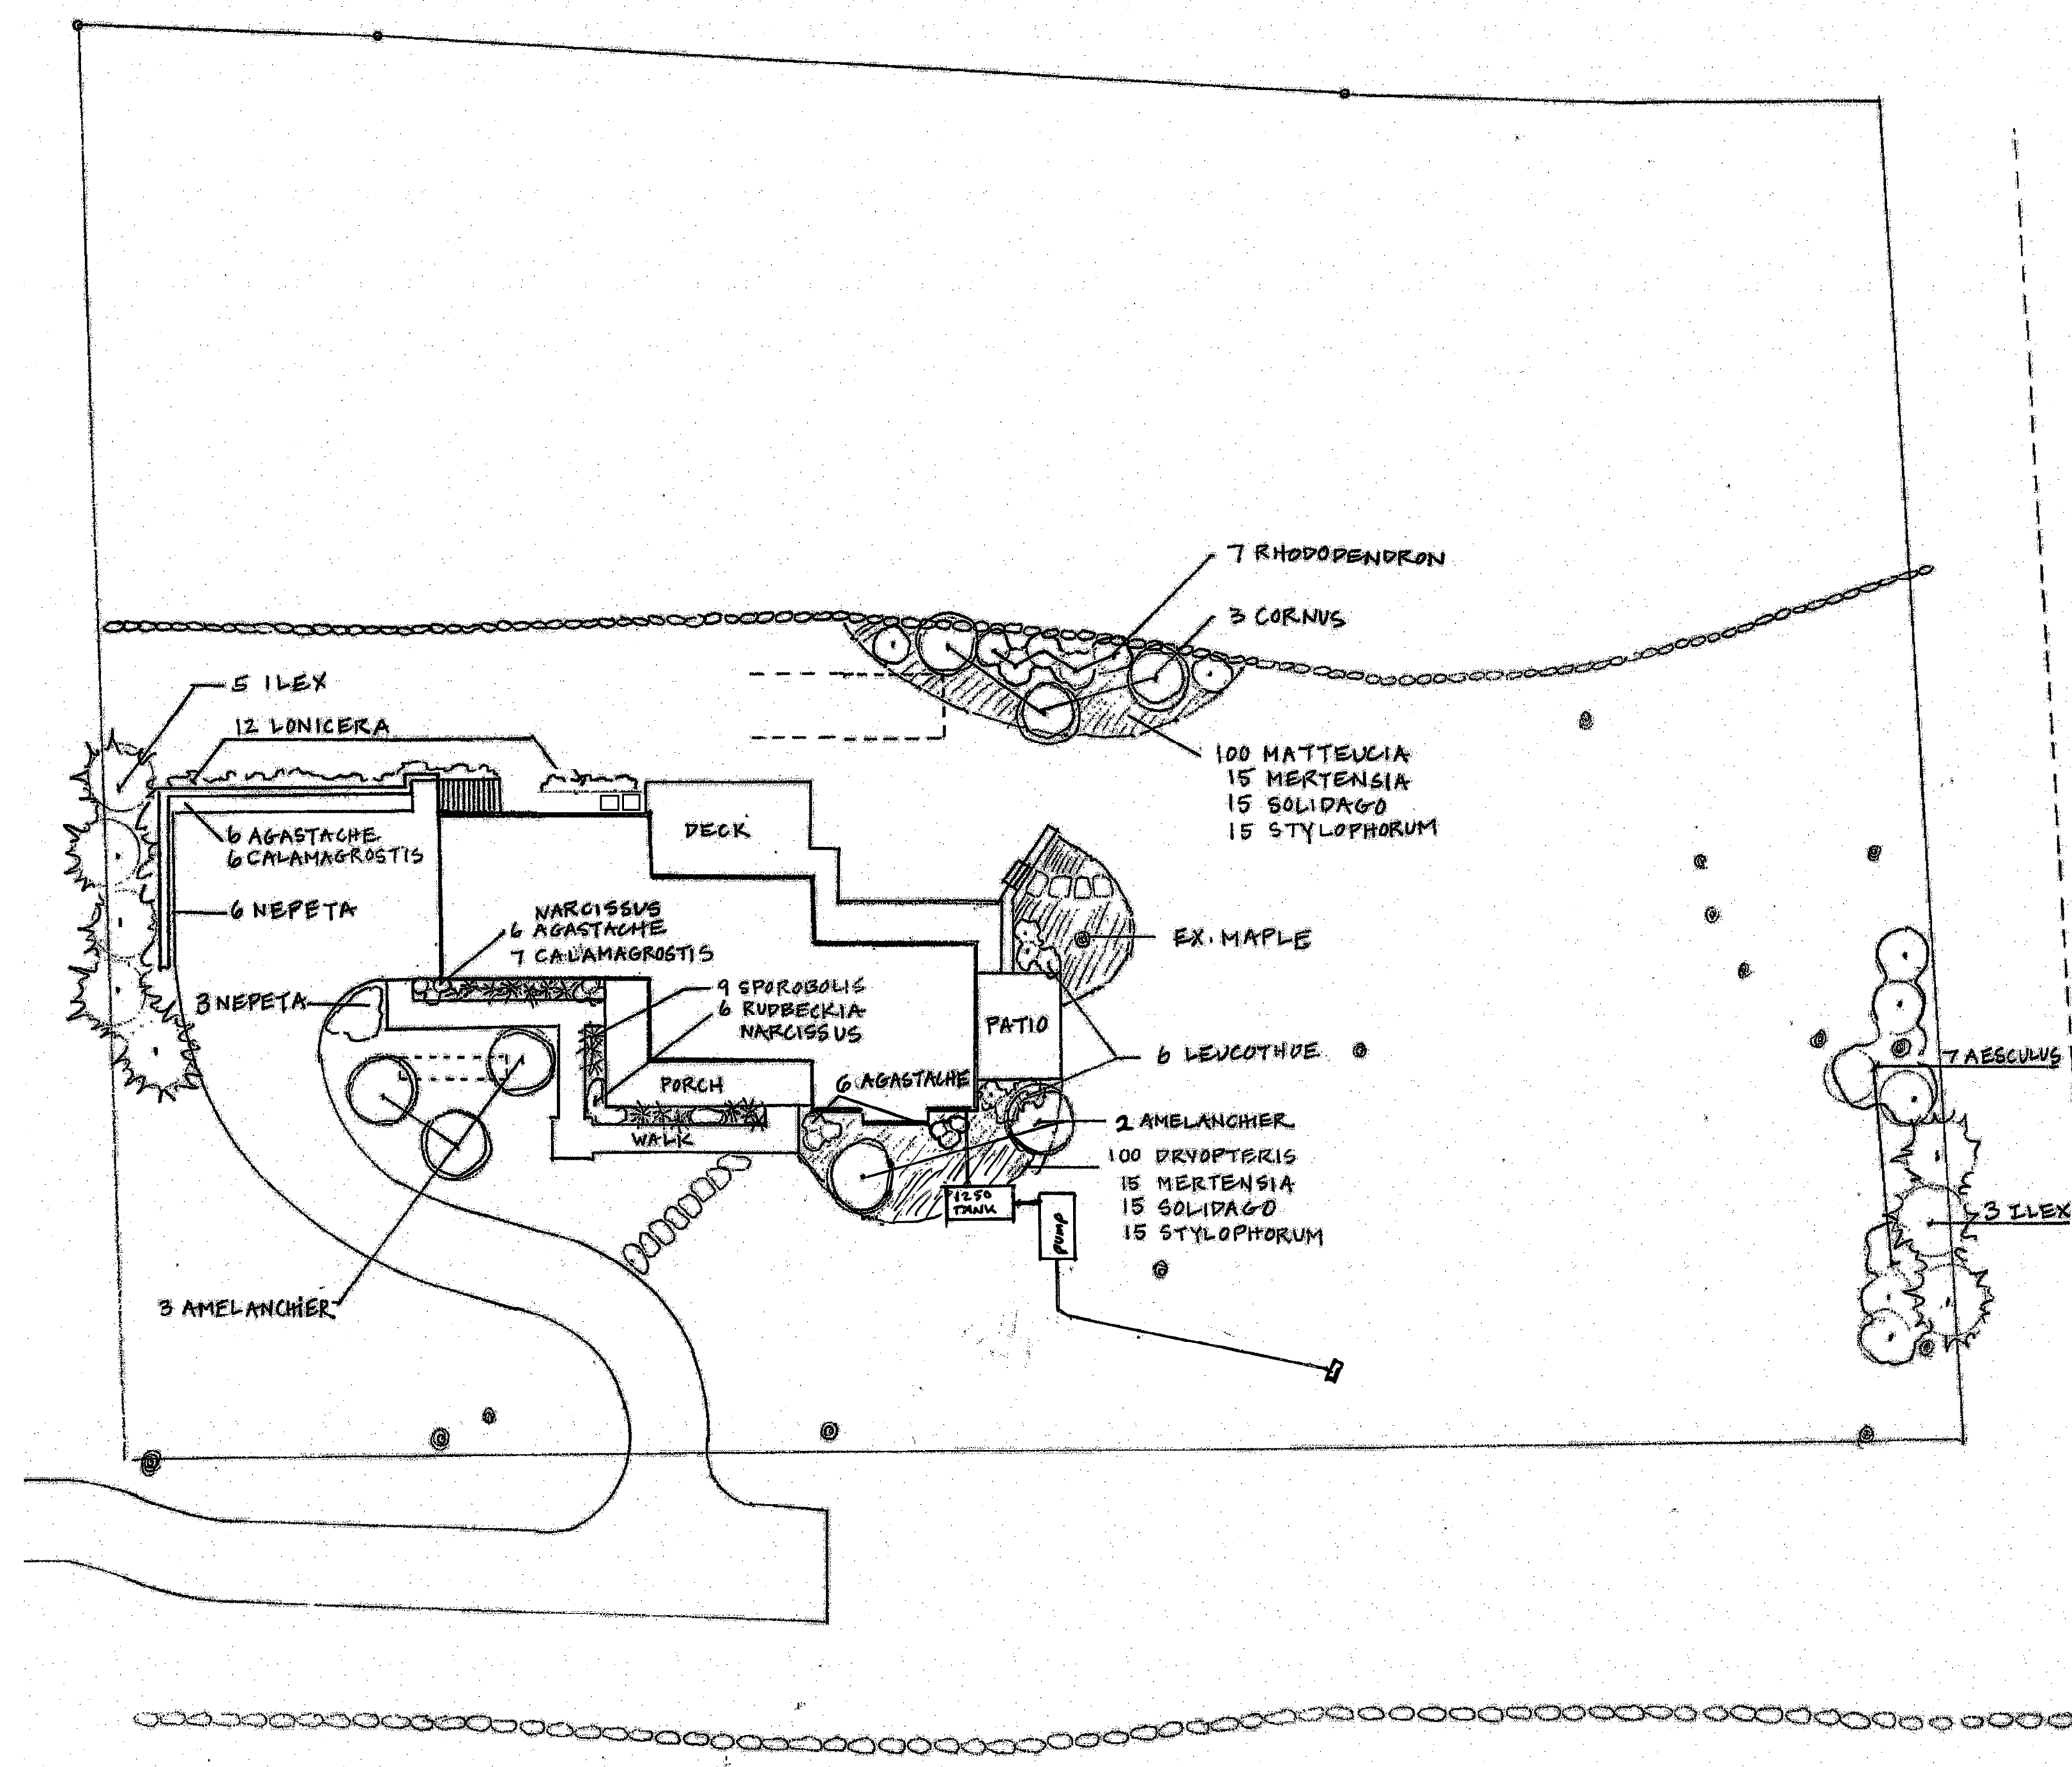 7 RHODODENDRON
3 CORNUS
5 ILEX
12 LONICERA
100 MATTEUCIA
15 MERTENSIA
15 SOLIDAGO
15 STYLOPHORUM
DECK
6 AGASTACHE
6 CALAMAGROSTIS
6 NEPETA
NARCISSUS
6 AGASTACHE
7 CALAMAGROSTIS
EX. MAPLE
3 NEPETA
9 SPOROBOLIS
6 RUDBECKIA
NARCISSUS
PATIO
6 LEUCOTHOE
7 AESCULUS
PORCH
6 AGASTACHE
2 AMELANCHIER
WALK
100 DRYOPTERIS
15 MERTENSIA
15 SOLIDAGO
15 STYLOPHORUM
1250
TANK
pump
3 ILEX
3 AMELANCHIER